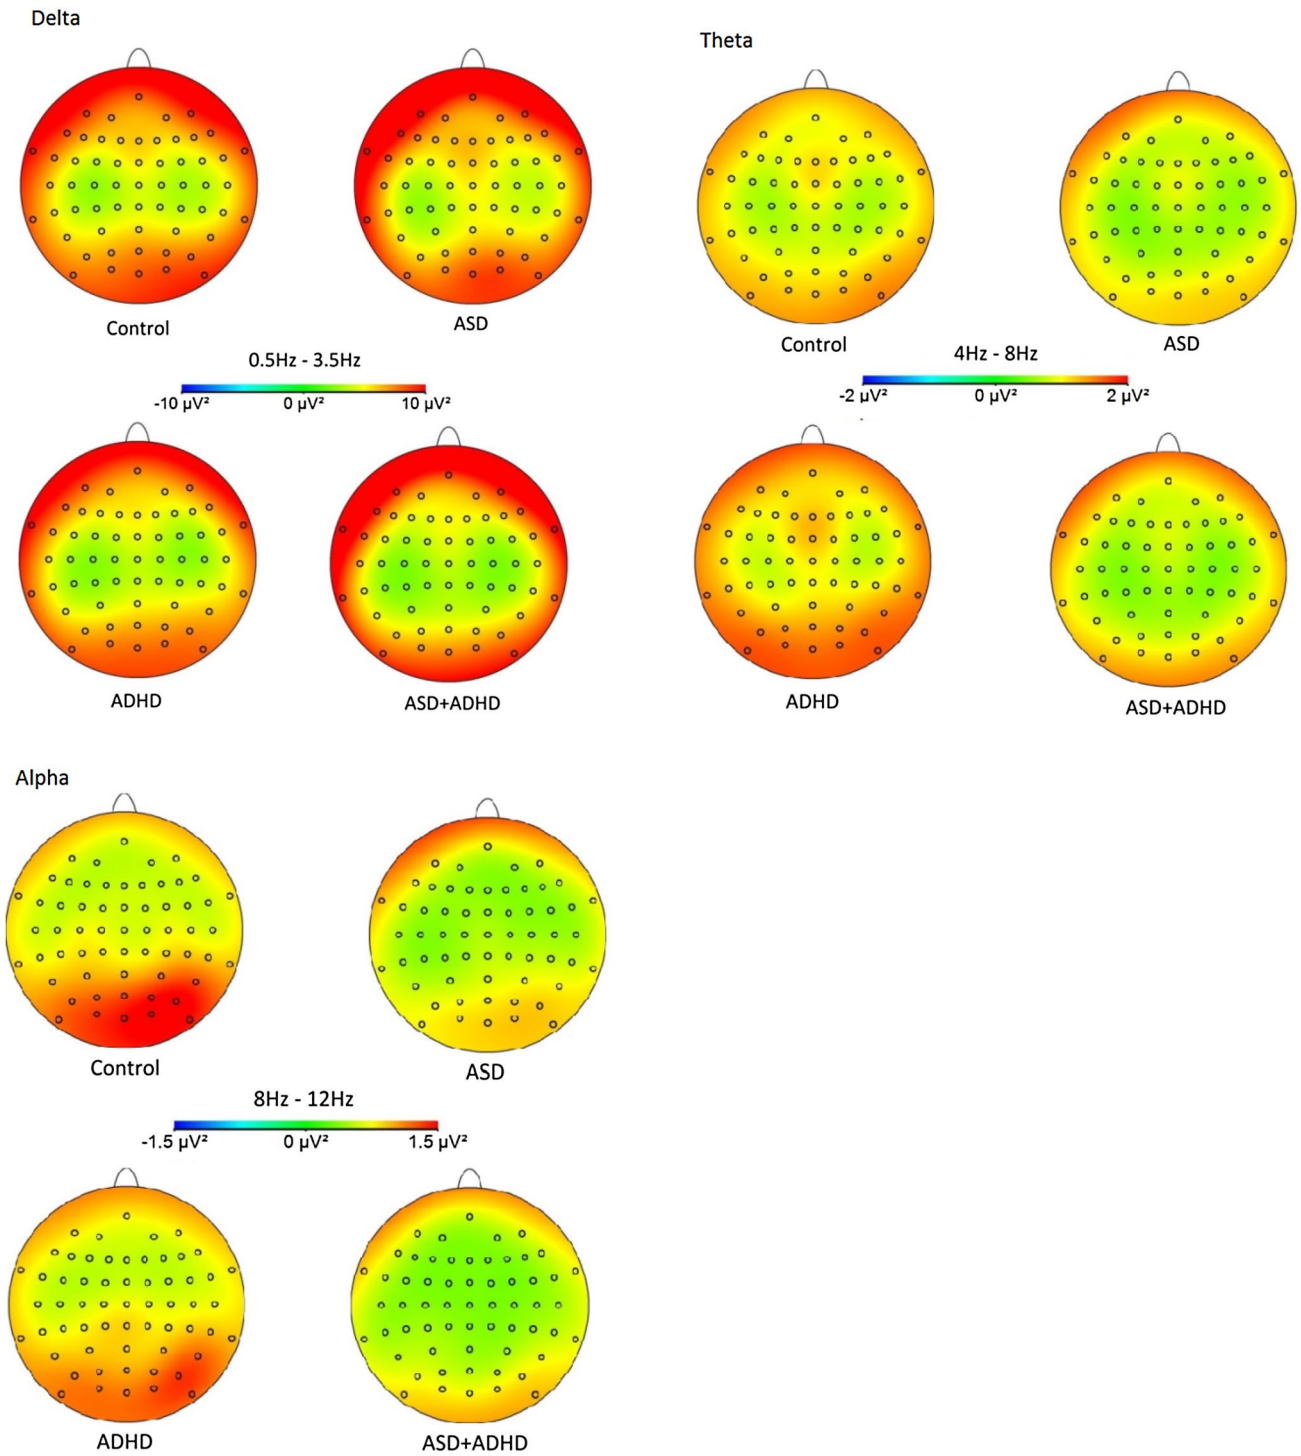 Delta
Theta
Control
ASD
Control
ASD
0.5Hz - 3.5Hz
-10 µV² 0 µV² 10 µV²
4Hz - 8Hz
-2 µV² 0 µV² 2 µV²
ADHD
ASD+ADHD
ADHD
ASD+ADHD
Alpha
Control
ASD
8Hz - 12Hz
-1.5 µV² 0 µV² 1.5 µV²
ADHD
ASD+ADHD